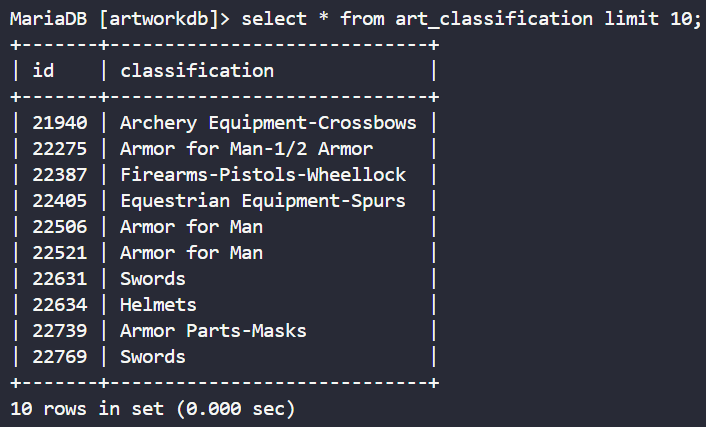 MariaDB [artworkdb]> select * from art_classification limit 10;
+-------+-----------------------------+
| id    | classification              |
+-------+-----------------------------+
| 21940 | Archery Equipment-Crossbows |
| 22275 | Armor for Man-1/2 Armor     |
| 22387 | Firearms-Pistols-Wheellock  |
| 22405 | Equestrian Equipment-Spurs  |
| 22506 | Armor for Man               |
| 22521 | Armor for Man               |
| 22631 | Swords                      |
| 22634 | Helmets                     |
| 22739 | Armor Parts-Masks           |
| 22769 | Swords                      |
+-------+-----------------------------+
10 rows in set (0.000 sec)